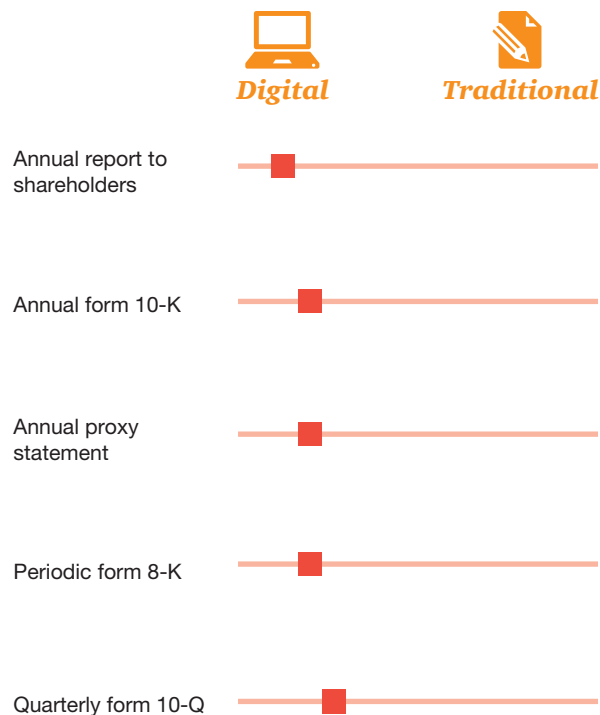 Digital
Traditional
Annual report to
shareholders
Annual form 10-K
Annual proxy
statement
Periodic form 8-K
Quarterly form 10-Q